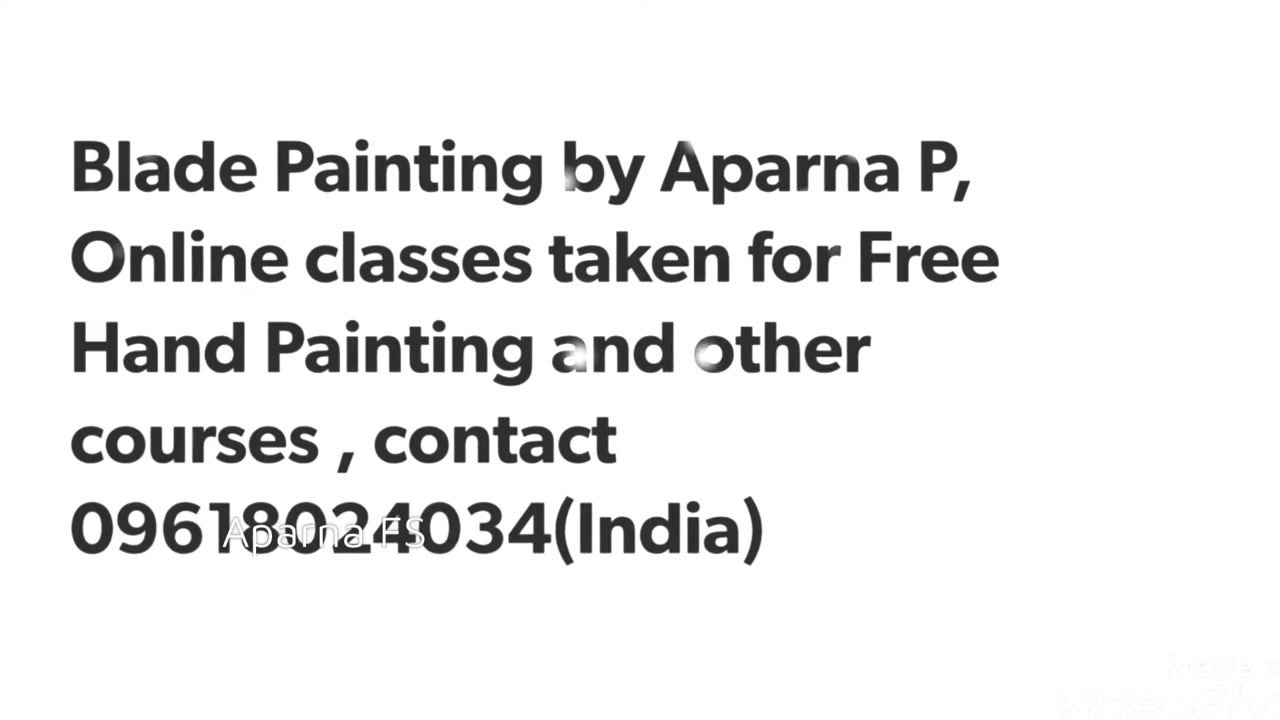 Blade Painting by Aparna P,
Online classes taken for Free
Hand Painting and other
courses , contact
09618024034(India)
Aparna FS
Made